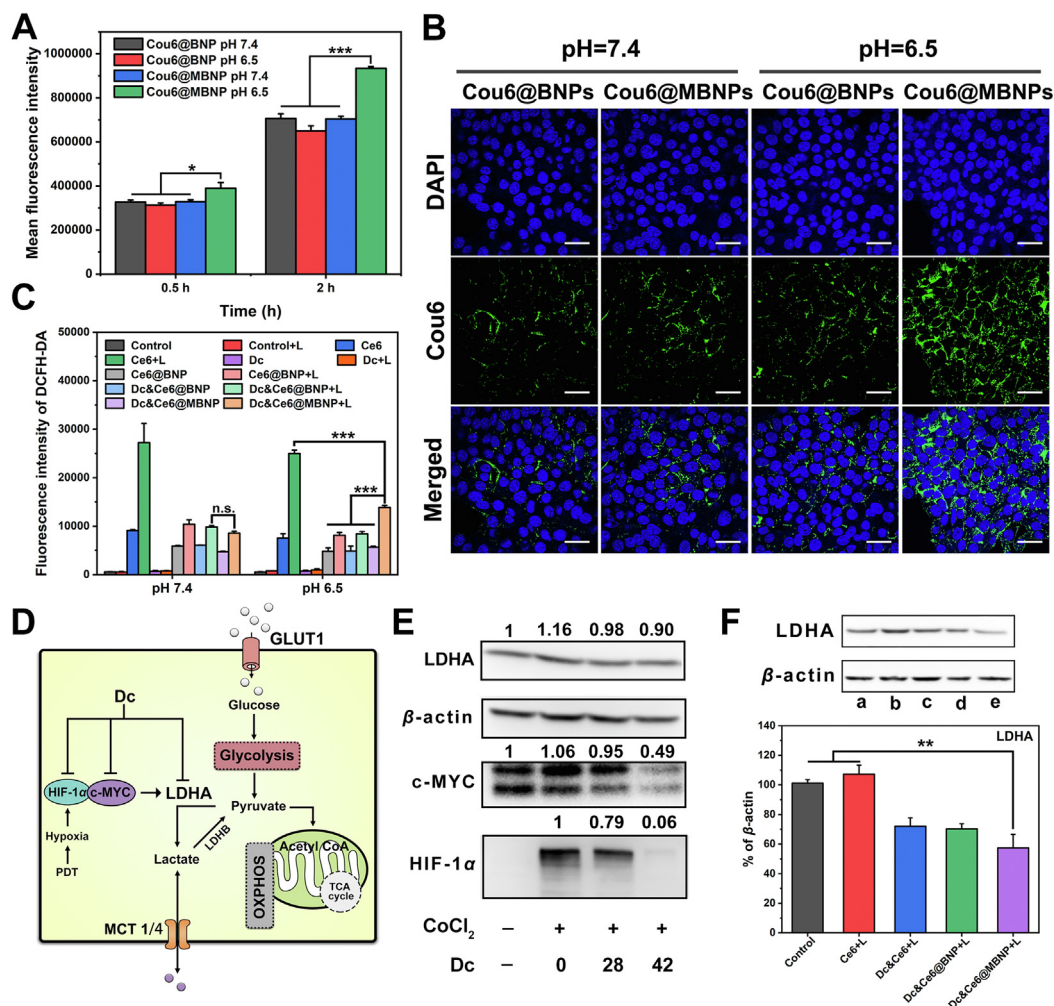 A
Mean fluorescence intensity
1000000
800000
600000
400000
200000
0
Cou6@BNP pH 7.4
Cou6@BNP pH 6.5
Cou6@MBNP pH 7.4
Cou6@MBNP pH 6.5
*
***
0.5 h
2 h
Time (h)
B
pH=7.4
pH=6.5
Cou6@BNPs
Cou6@MBNPs
Cou6@BNPs
Cou6@MBNPs
DAPI
Cou6
Merged
C
Fluorescence intensity of DCFH-DA
50000
40000
30000
20000
10000
0
Control
Control+L
Ce6
Ce6+L
Dc
Dc+L
Ce6@BNP
Ce6@BNP+L
Dc&Ce6@BNP
Dc&Ce6@BNP+L
Dc&Ce6@MBNP
Dc&Ce6@MBNP+L
n.s.
***
***
pH 7.4
pH 6.5
D
GLUT1
Glucose
Dc
Glycolysis
HIF-1α
c-MYC
LDHA
Pyruvate
Hypoxia
PDT
LDHB
Lactate
Acetyl CoA
OXPHOS
TCA
cycle
MCT 1/4
E
1 1.16 0.98 0.90
LDHA
β-actin
1 1.06 0.95 0.49
c-MYC
1 0.79 0.06
HIF-1α
CoCl₂ – + + +
Dc – 0 28 42
F
LDHA
β-actin
a b c d e
LDHA
% of β-actin
140
120
100
80
60
40
20
0
**
Control
Ce6+L
Dc&Ce6+L
Dc&Ce6@BNP+L
Dc&Ce6@MBNP+L